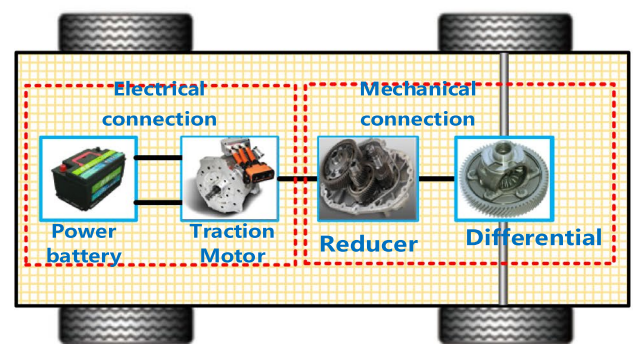 Electrical
connection
Mechanical
connection
Power
battery
Traction
Motor
Reducer
Differential